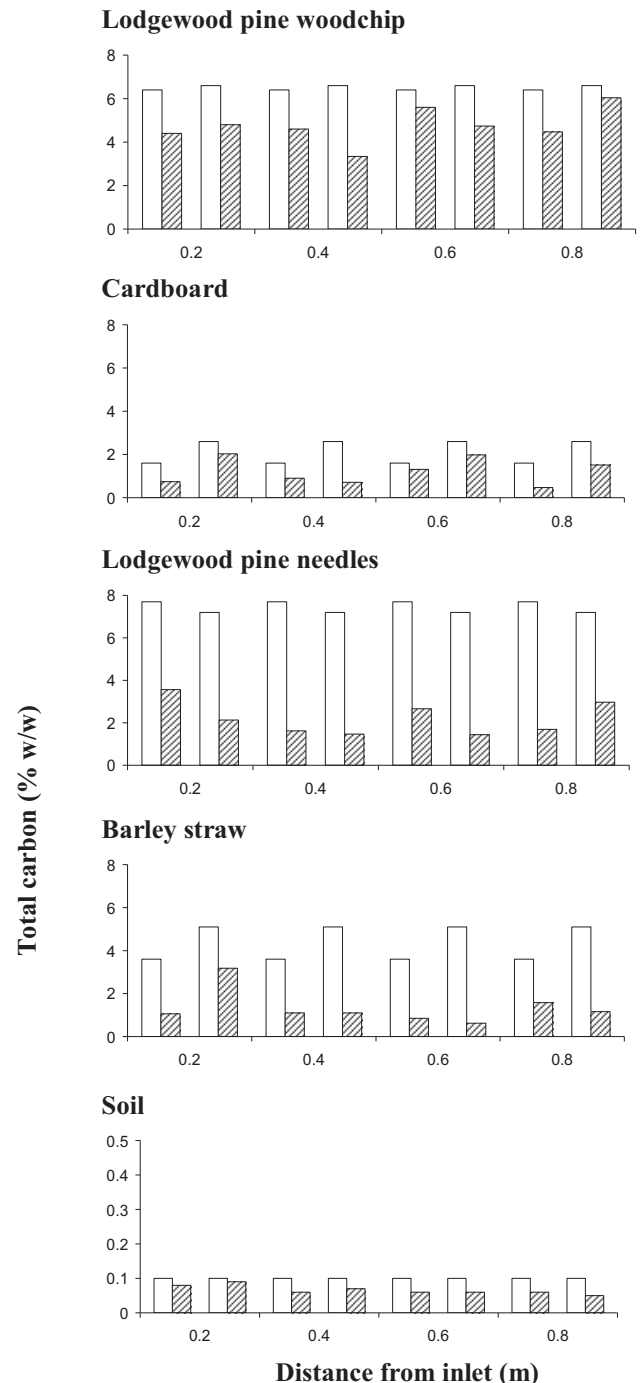 Lodgewood pine woodchip
8
6
4
2
0
0.2 0.4 0.6 0.8
Cardboard
8
6
4
2
0
0.2 0.4 0.6 0.8
Lodgewood pine needles
8
6
4
2
0
0.2 0.4 0.6 0.8
Barley straw
8
6
4
2
0
0.2 0.4 0.6 0.8
Total carbon (% w/w)
Soil
0.5
0.4
0.3
0.2
0.1
0
0.2 0.4 0.6 0.8
Distance from inlet (m)